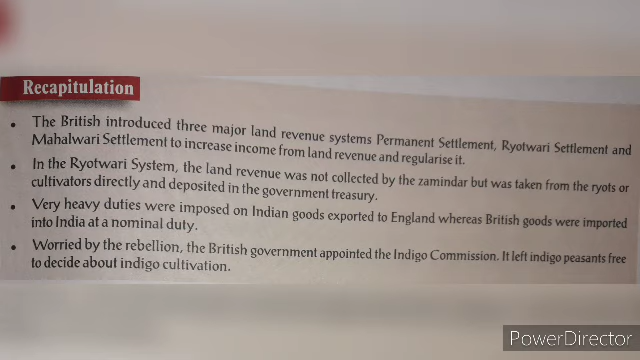 Recapitulation
• The British introduced three major land revenue systems Permanent Settlement, Ryotwari Settlement and
Mahalwari Settlement to increase income from land revenue and regularise it.
• In the Ryotwari System, the land revenue was not collected by the zamindar but was taken from the ryots or
cultivators directly and deposited in the government treasury.
• Very heavy duties were imposed on Indian goods exported to England whereas British goods were imported
into India at a nominal duty.
• Worried by the rebellion, the British government appointed the Indigo Commission. It left indigo peasants free
to decide about indigo cultivation.
PowerDirector